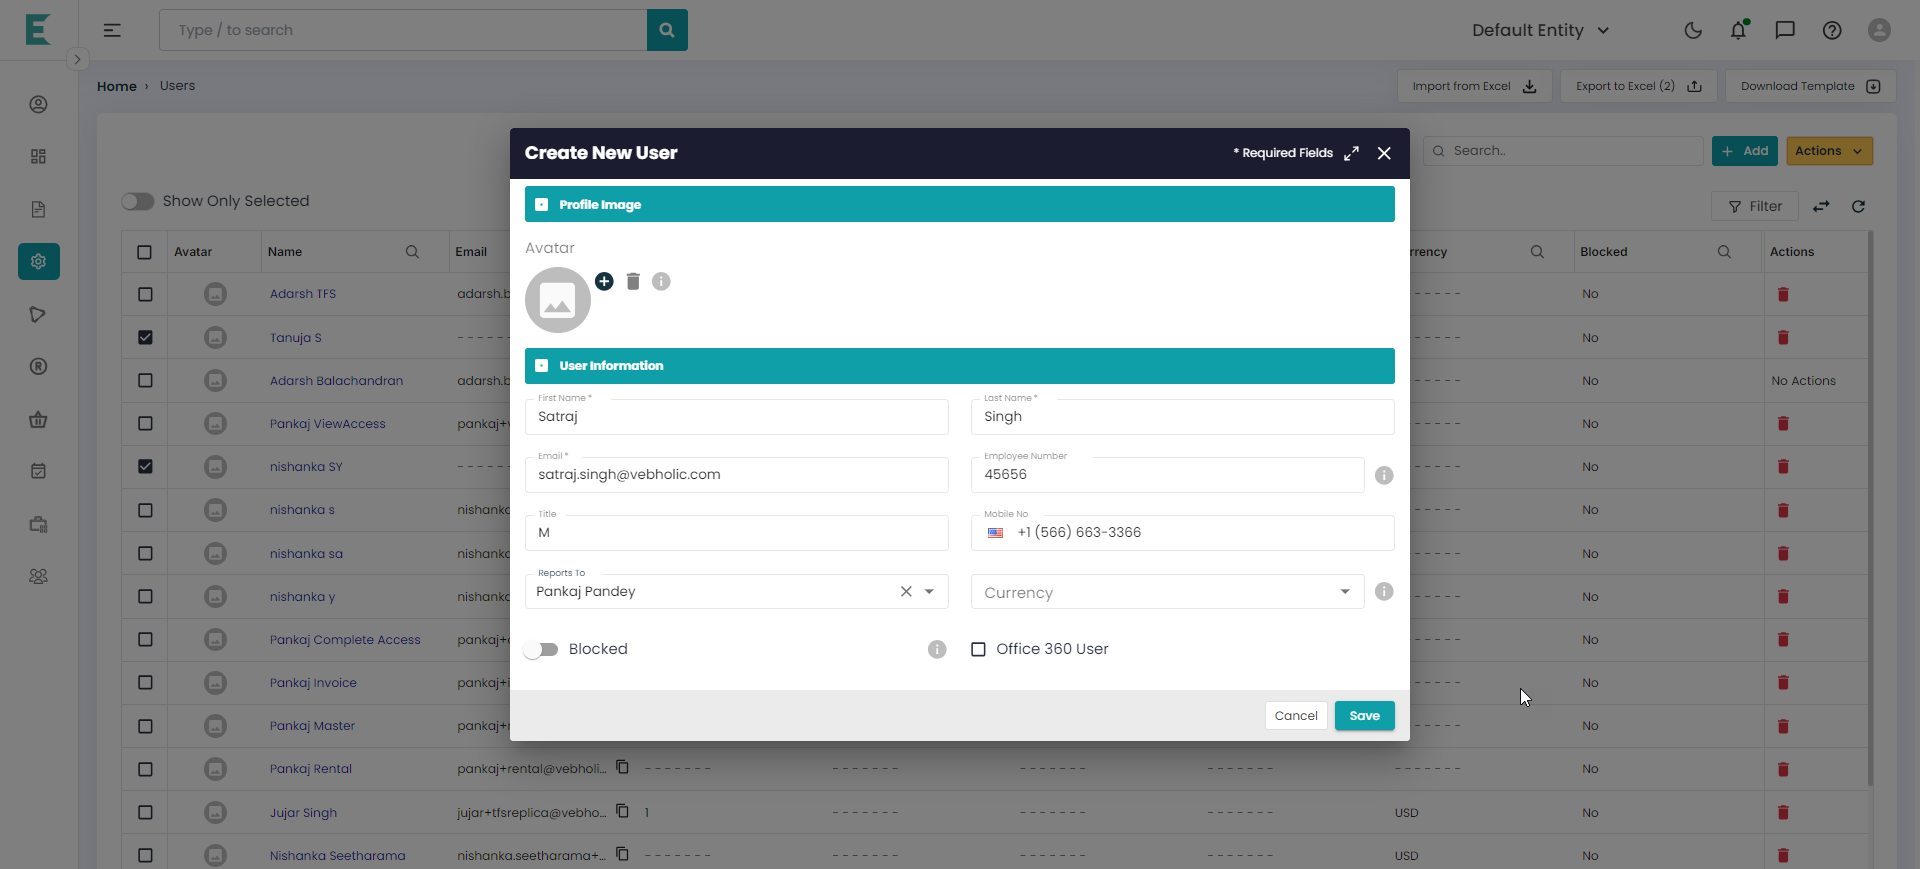 Type / to search
Default Entity
Home › Users
Import from Excel
Export to Excel (2)
Download Template
Create New User
* Required Fields
Search..
+ Add
Actions
Profile Image
Show Only Selected
Filter
Avatar
Avatar Name Email rrency Blocked Actions
Adarsh TFS adarsh.b ------ No
Tanuja S ----- ------ No
User Information
Adarsh Balachandran adarsh.b ------ No No Actions
First Name *
Satraj
Last Name *
Singh
Pankaj ViewAccess pankaj+ ------ No
Email *
satraj.singh@vebholic.com
Employee Number
45656
nishanka SY ----- ------ No
nishanka s nishank ------ No
Title
M
Mobile No
+1 (566) 663-3366
nishanka sa nishank ------ No
Reports To
Pankaj Pandey
Currency
nishanka y nishank ------ No
Pankaj Complete Access pankaj+ ------ No
Blocked
Office 360 User
Pankaj Invoice pankaj+i ------ No
Cancel
Save
Pankaj Master pankaj+ ------ No
Pankaj Rental pankaj+rental@vebholi... ------- ------- ------- ------- ------- No
Jujar Singh jujar+tfsreplica@vebho... 1 ------- ------- ------- USD No
Nishanka Seetharama nishanka.seetharama+... ------- ------- ------- ------- USD No